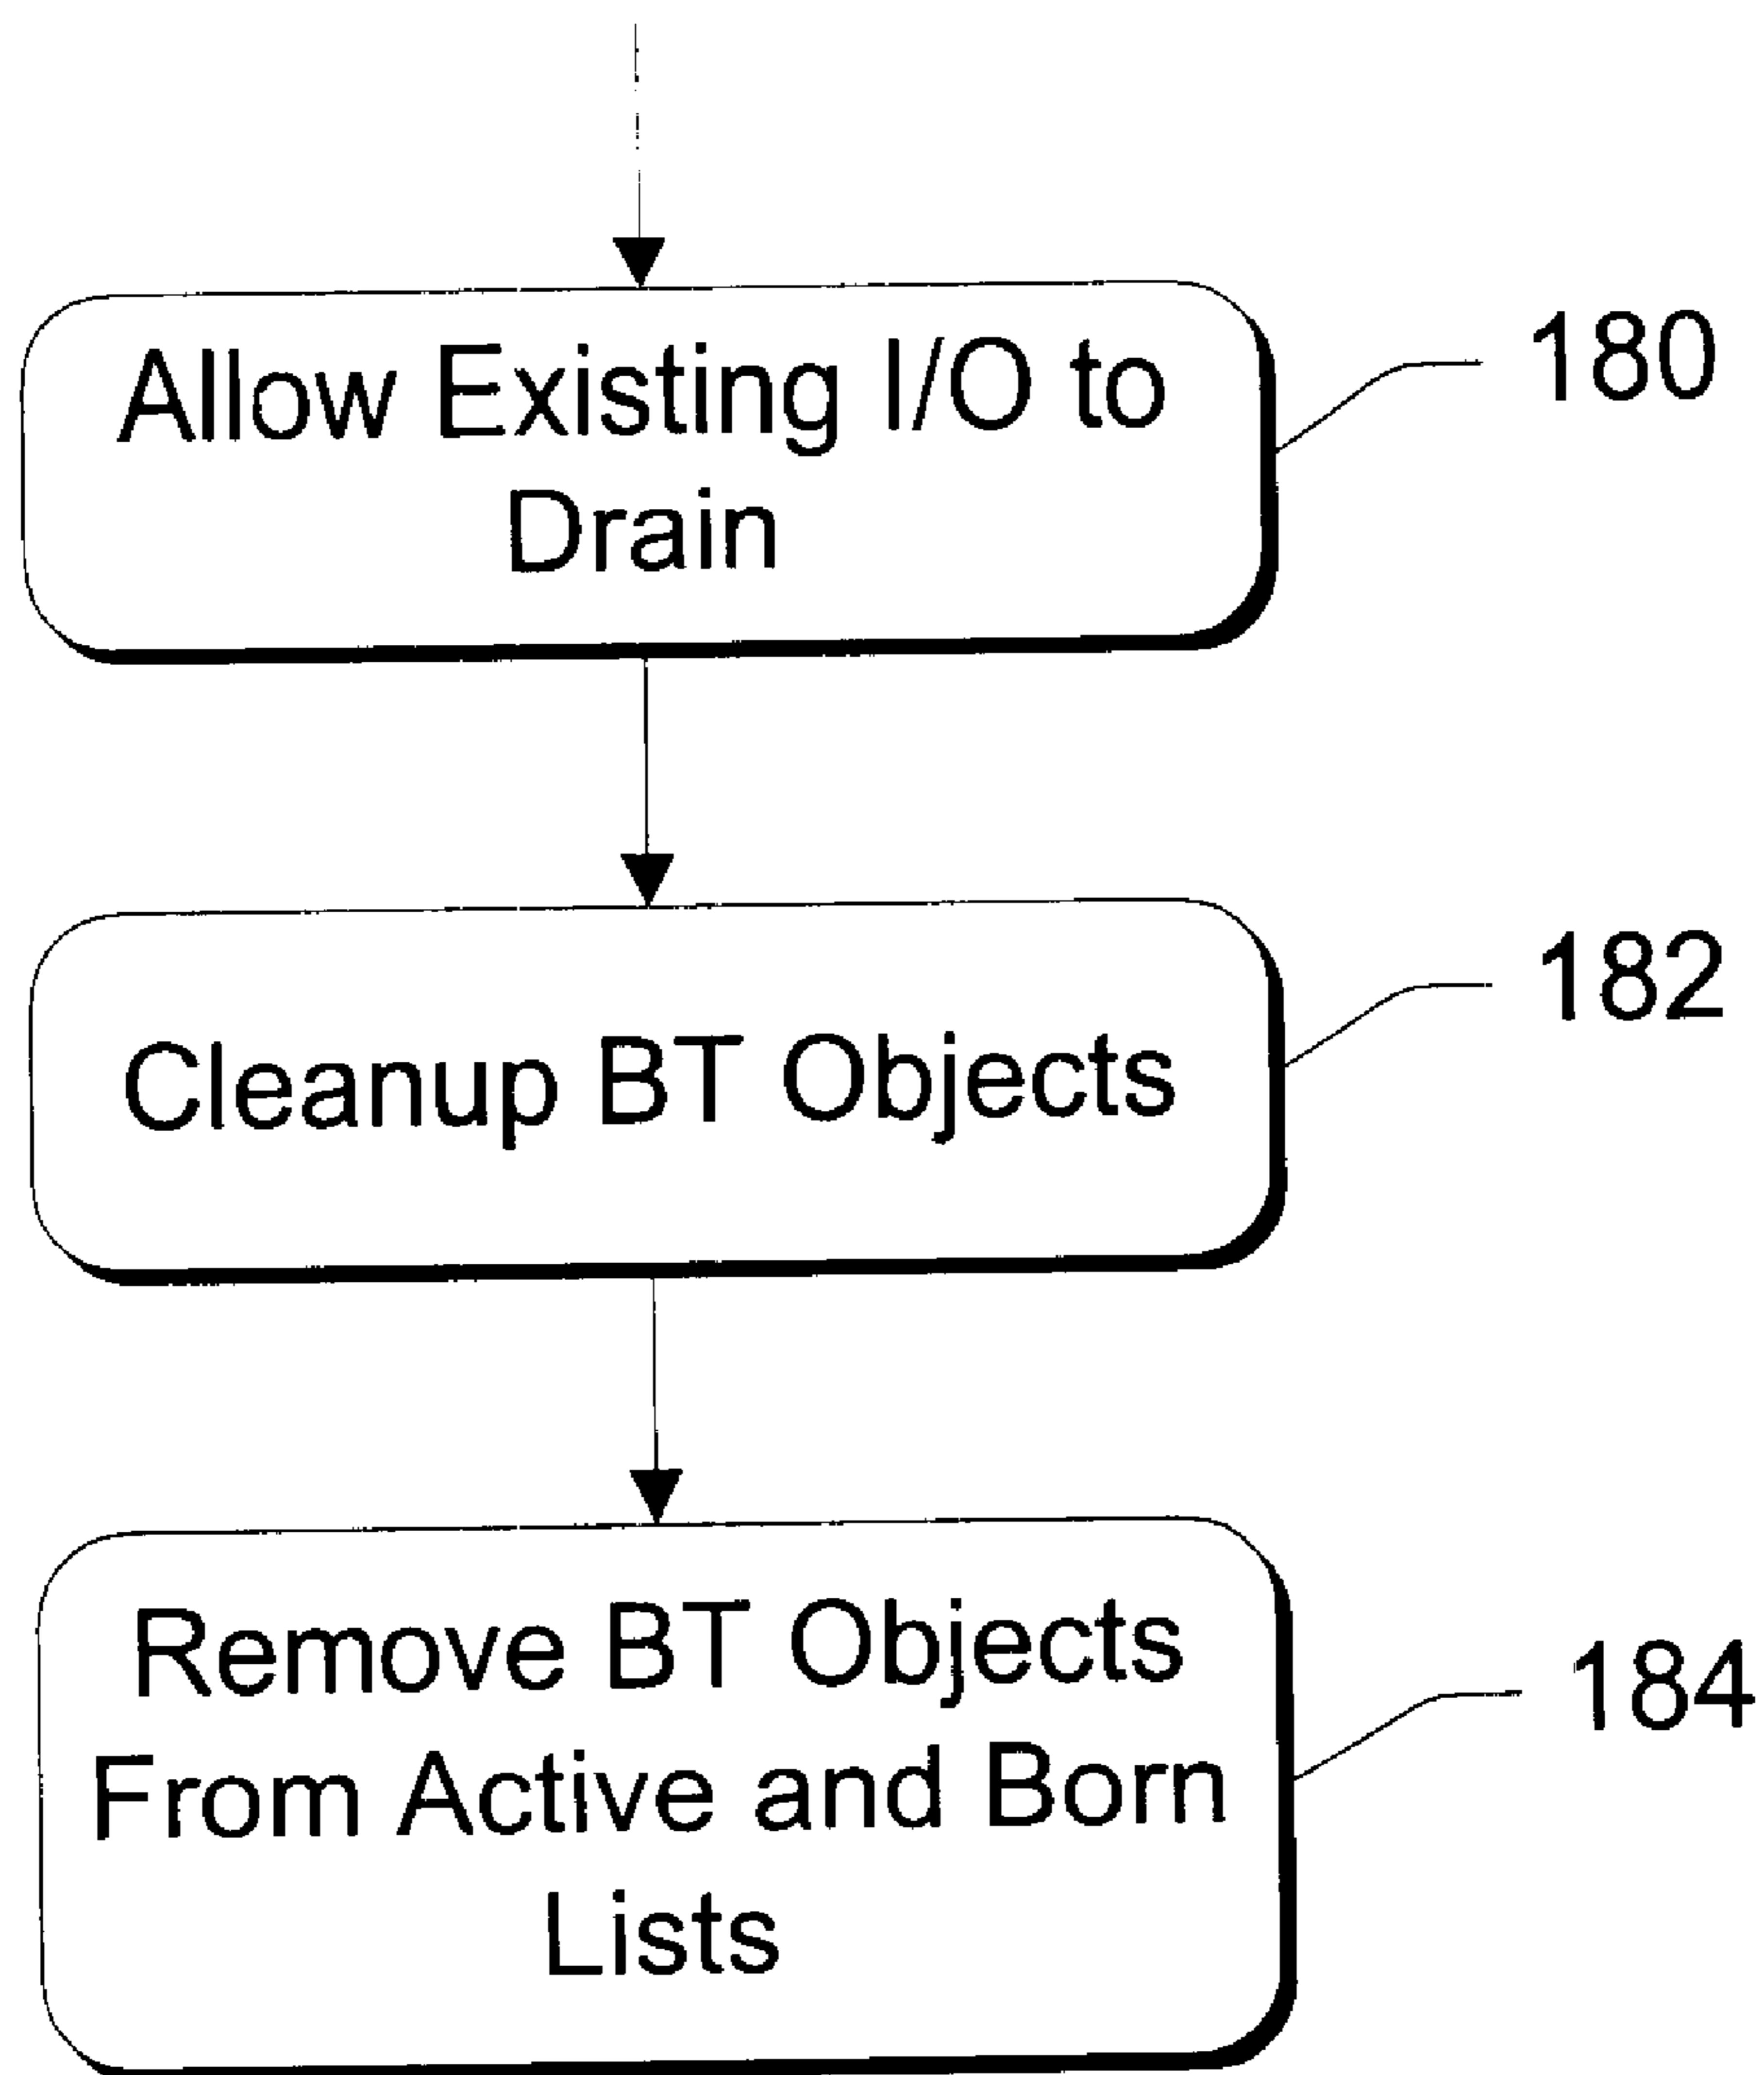 Allow Existing I/O to
Drain
180
Cleanup BT Objects
182
Remove BT Objects
From Active and Born
Lists
184